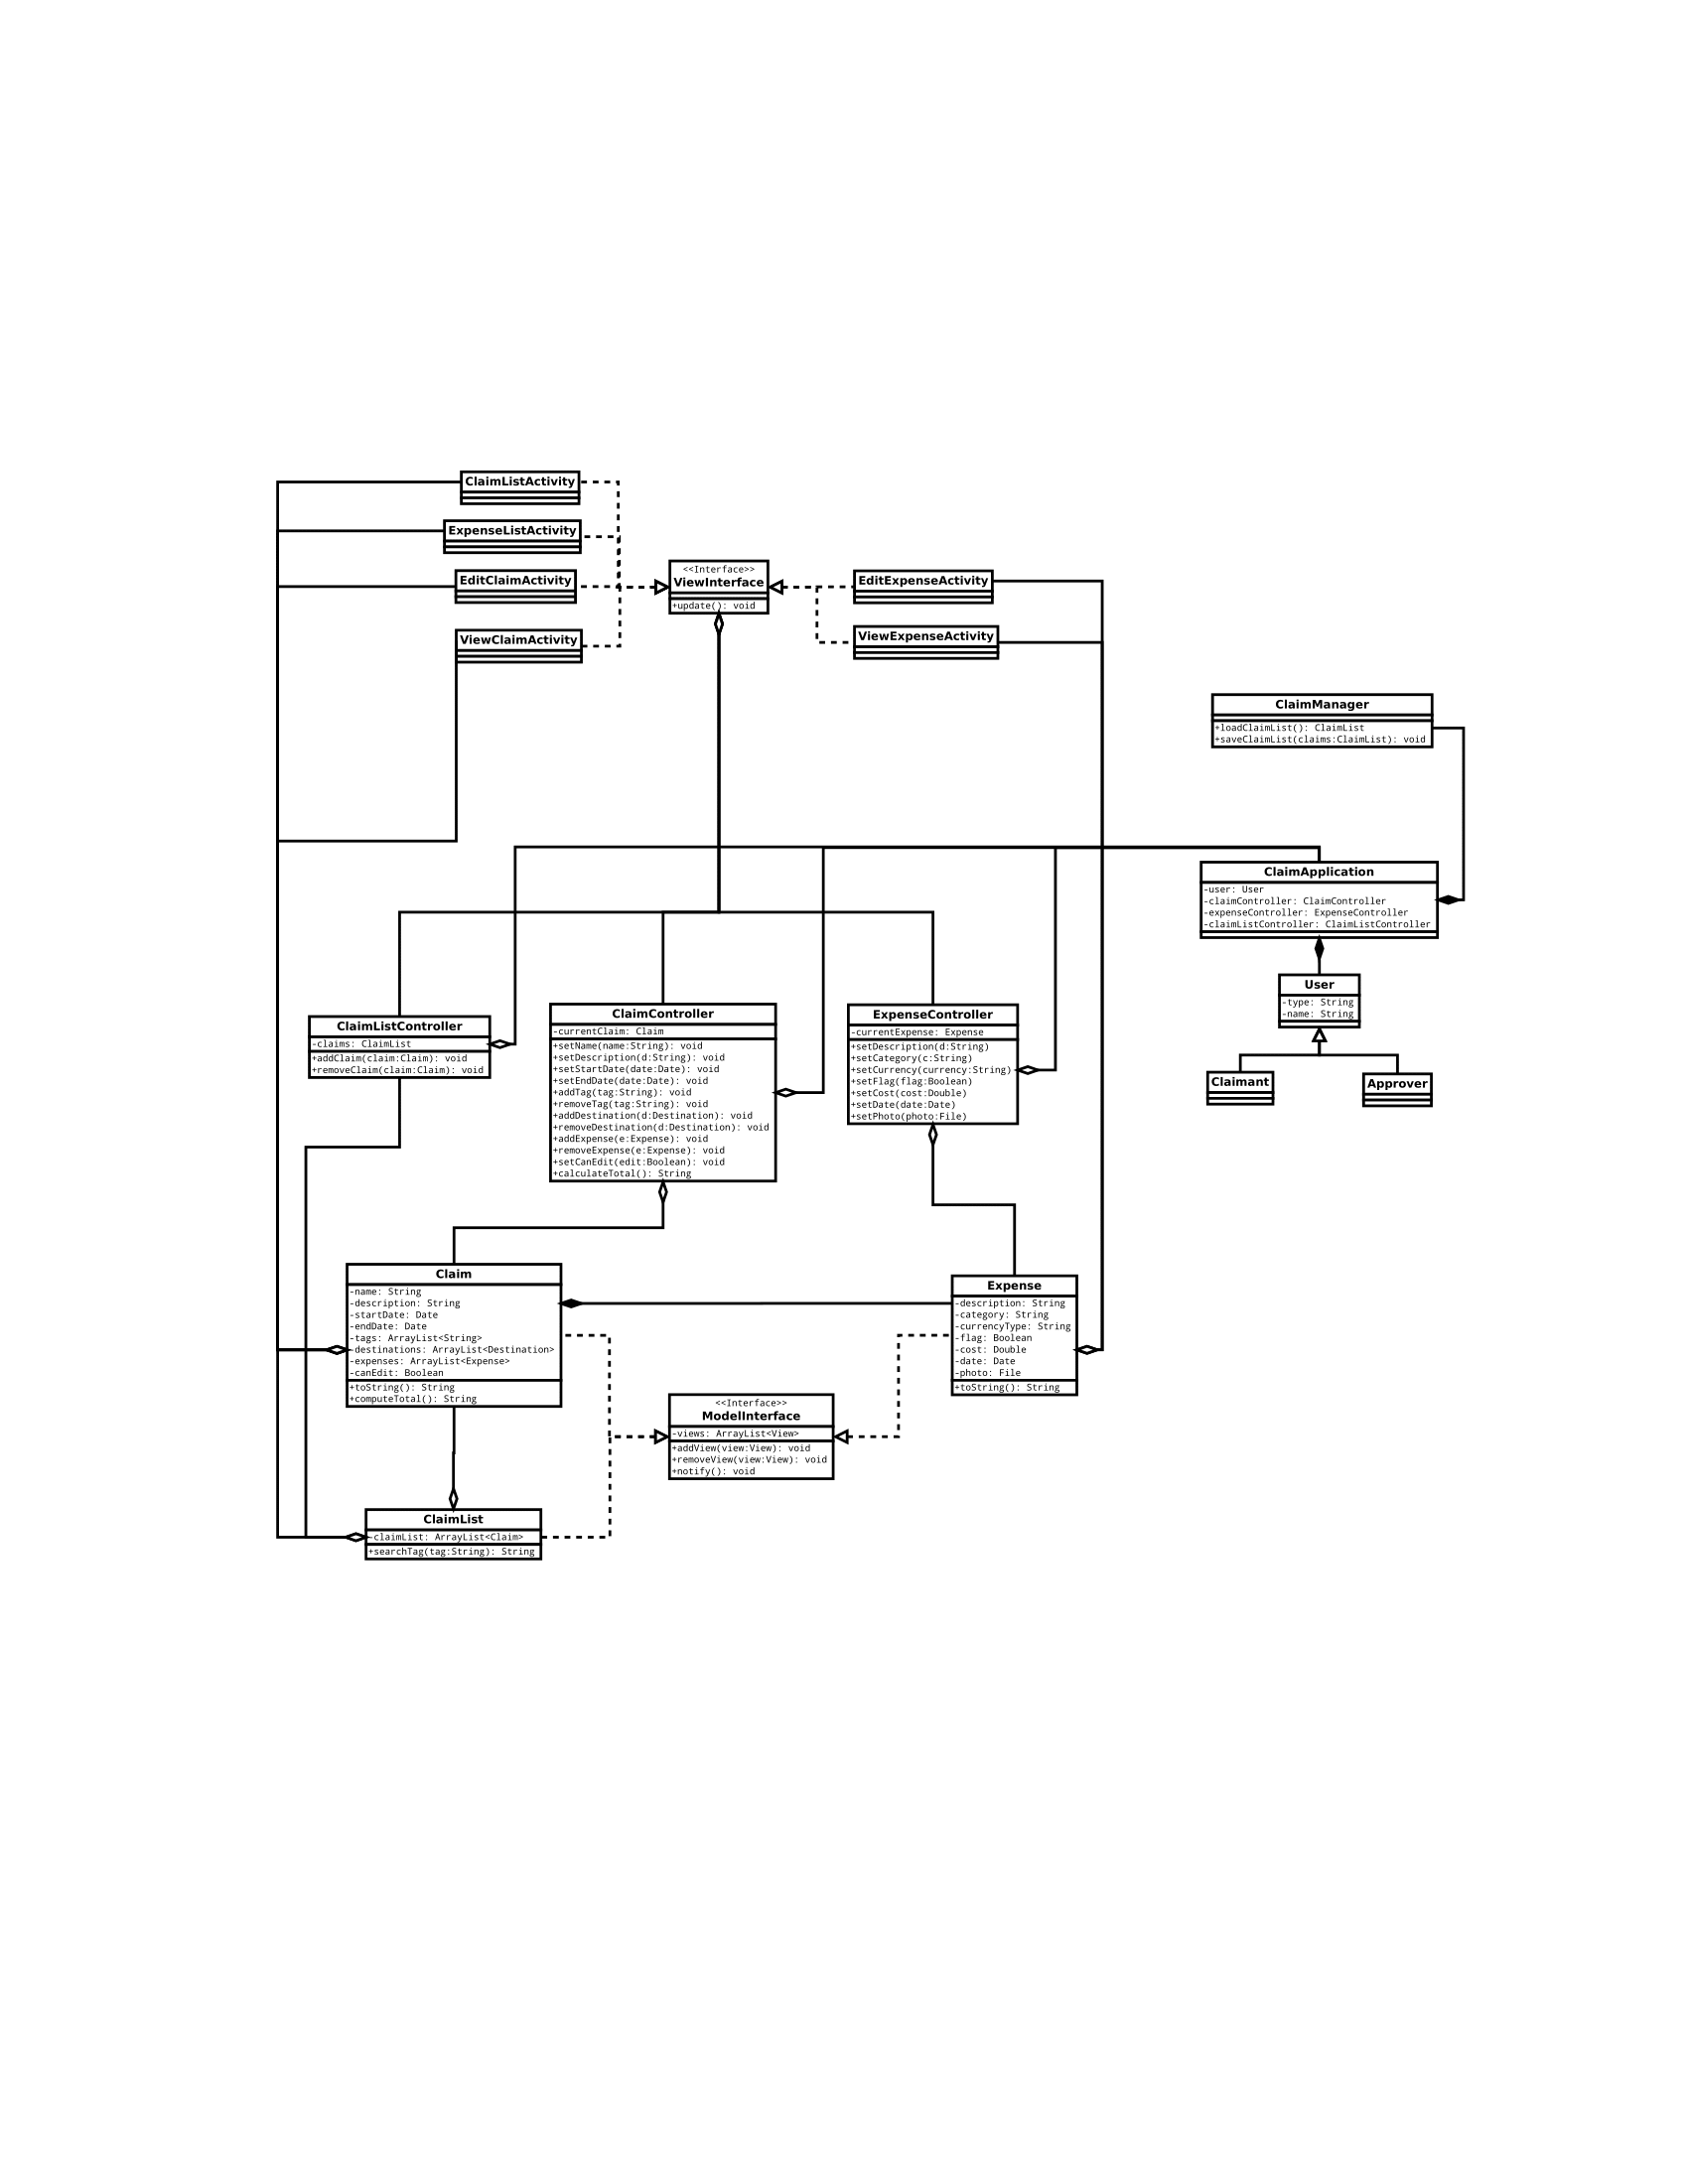 ClaimListActivity
ExpenseListActivity
EditClaimActivity
ViewClaimActivity
<<Interface>>
ViewInterface
+update(): void
EditExpenseActivity
ViewExpenseActivity
ClaimManager
+loadClaimList(): ClaimList
+saveClaimList(claims:ClaimList): void
ClaimApplication
-user: User
-claimController: ClaimController
-expenseController: ExpenseController
-claimListController: ClaimListController
User
-type: String
-name: String
Claimant
Approver
ClaimListController
-claims: ClaimList
+addClaim(claim:Claim): void
+removeClaim(claim:Claim): void
ClaimController
-currentClaim: Claim
+setName(name:String): void
+setDescription(d:String): void
+setStartDate(date:Date): void
+setEndDate(date:Date): void
+addTag(tag:String): void
+removeTag(tag:String): void
+addDestination(d:Destination): void
+removeDestination(d:Destination): void
+addExpense(e:Expense): void
+removeExpense(e:Expense): void
+setCanEdit(edit:Boolean): void
+calculateTotal(): String
ExpenseController
-currentExpense: Expense
+setDescription(d:String)
+setCategory(c:String)
+setCurrency(currency:String)
+setFlag(flag:Boolean)
+setCost(cost:Double)
+setDate(date:Date)
+setPhoto(photo:File)
Claim
-name: String
-description: String
-startDate: Date
-endDate: Date
-tags: ArrayList<String>
-destinations: ArrayList<Destination>
-expenses: ArrayList<Expense>
-canEdit: Boolean
+toString(): String
+computeTotal(): String
Expense
-description: String
-category: String
-currencyType: String
-flag: Boolean
-cost: Double
-date: Date
-photo: File
+toString(): String
<<Interface>>
ModelInterface
-views: ArrayList<View>
+addView(view:View): void
+removeView(view:View): void
+notify(): void
ClaimList
-claimList: ArrayList<Claim>
+searchTag(tag:String): String